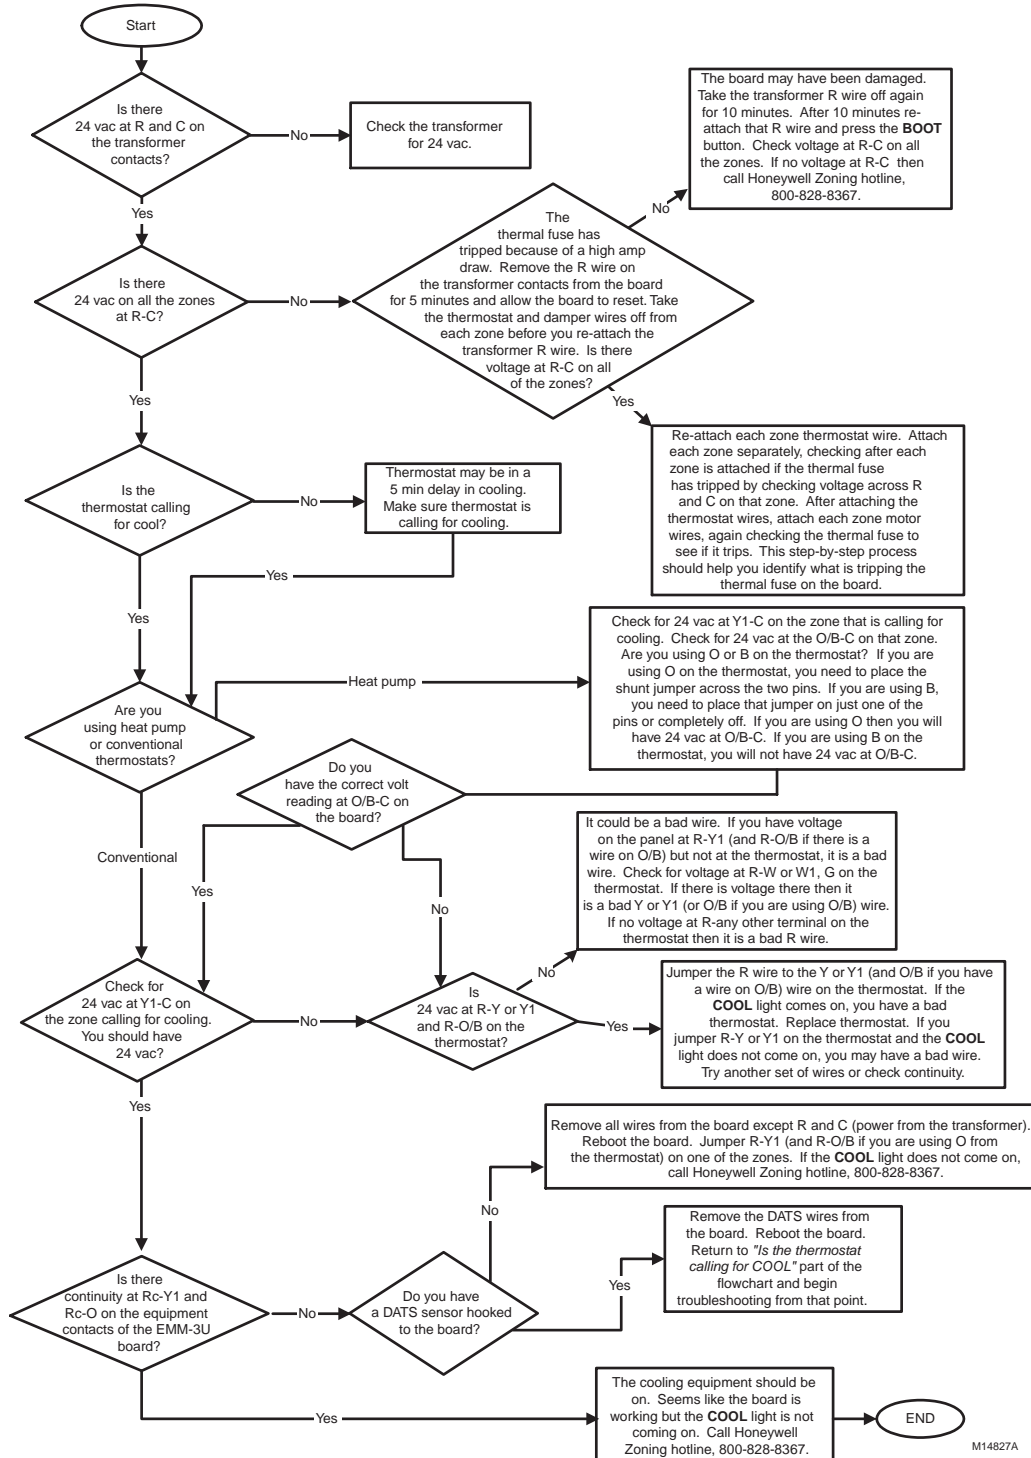 Start
Is there
24 vac at R and C on
the transformer
contacts?
No
Check the transformer
for 24 vac.
The board may have been damaged.
Take the transformer R wire off again
for 10 minutes. After 10 minutes re-
attach that R wire and press the BOOT
button. Check voltage at R-C on all
the zones. If no voltage at R-C then
call Honeywell Zoning hotline,
800-828-8367.
Yes
No
The
thermal fuse has
tripped because of a high amp
draw. Remove the R wire on
the transformer contacts from the board
for 5 minutes and allow the board to reset. Take
the thermostat and damper wires off from
each zone before you re-attach the
transformer R wire. Is there
voltage at R-C on all
of the zones?
Is there
24 vac on all the zones
at R-C?
No
Yes
Yes
Re-attach each zone thermostat wire. Attach
each zone separately, checking after each
zone is attached if the thermal fuse
has tripped by checking voltage across R
and C on that zone. After attaching the
thermostat wires, attach each zone motor
wires, again checking the thermal fuse to
see if it trips. This step-by-step process
should help you identify what is tripping the
thermal fuse on the board.
Is the
thermostat calling
for cool?
No
Thermostat may be in a
5 min delay in cooling.
Make sure thermostat is
calling for cooling.
Yes
Yes
Check for 24 vac at Y1-C on the zone that is calling for
cooling. Check for 24 vac at the O/B-C on that zone.
Are you using O or B on the thermostat? If you are
using O on the thermostat, you need to place the
shunt jumper across the two pins. If you are using B,
you need to place that jumper on just one of the
pins or completely off. If you are using O then you will
have 24 vac at O/B-C. If you are using B on the
thermostat, you will not have 24 vac at O/B-C.
Heat pump
Are you
using heat pump
or conventional
thermostats?
Do you
have the correct volt
reading at O/B-C on
the board?
It could be a bad wire. If you have voltage
on the panel at R-Y1 (and R-O/B if there is a
wire on O/B) but not at the thermostat, it is a bad
wire. Check for voltage at R-W or W1, G on the
thermostat. If there is voltage there then it
is a bad Y or Y1 (or O/B if you are using O/B) wire.
If no voltage at R-any other terminal on the
thermostat then it is a bad R wire.
Conventional
Yes
No
No
Check for
24 vac at Y1-C on
the zone calling for cooling.
You should have
24 vac?
No
Is
24 vac at R-Y or Y1
and R-O/B on the
thermostat?
Yes
Jumper the R wire to the Y or Y1 (and O/B if you have
a wire on O/B) wire on the thermostat. If the
COOL light comes on, you have a bad
thermostat. Replace thermostat. If you
jumper R-Y or Y1 on the thermostat and the COOL
light does not come on, you may have a bad wire.
Try another set of wires or check continuity.
Yes
Remove all wires from the board except R and C (power from the transformer).
Reboot the board. Jumper R-Y1 (and R-O/B if you are using O from
the thermostat) on one of the zones. If the COOL light does not come on,
call Honeywell Zoning hotline, 800-828-8367.
No
Remove the DATS wires from
the board. Reboot the board.
Return to "Is the thermostat
calling for COOL" part of the
flowchart and begin
troubleshooting from that point.
Yes
Is there
continuity at Rc-Y1 and
Rc-O on the equipment
contacts of the EMM-3U
board?
No
Do you have
a DATS sensor hooked
to the board?
Yes
The cooling equipment should be
on. Seems like the board is
working but the COOL light is not
coming on. Call Honeywell
Zoning hotline, 800-828-8367.
END
M14827A